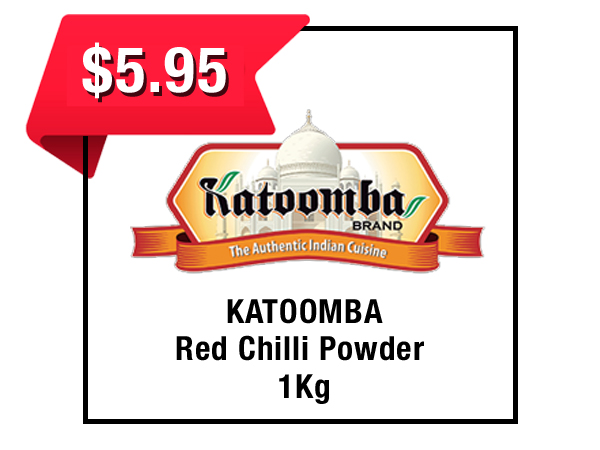 $5.95
Katoomba
BRAND
The Authentic Indian Cuisine
KATOOMBA
Red Chilli Powder
1Kg